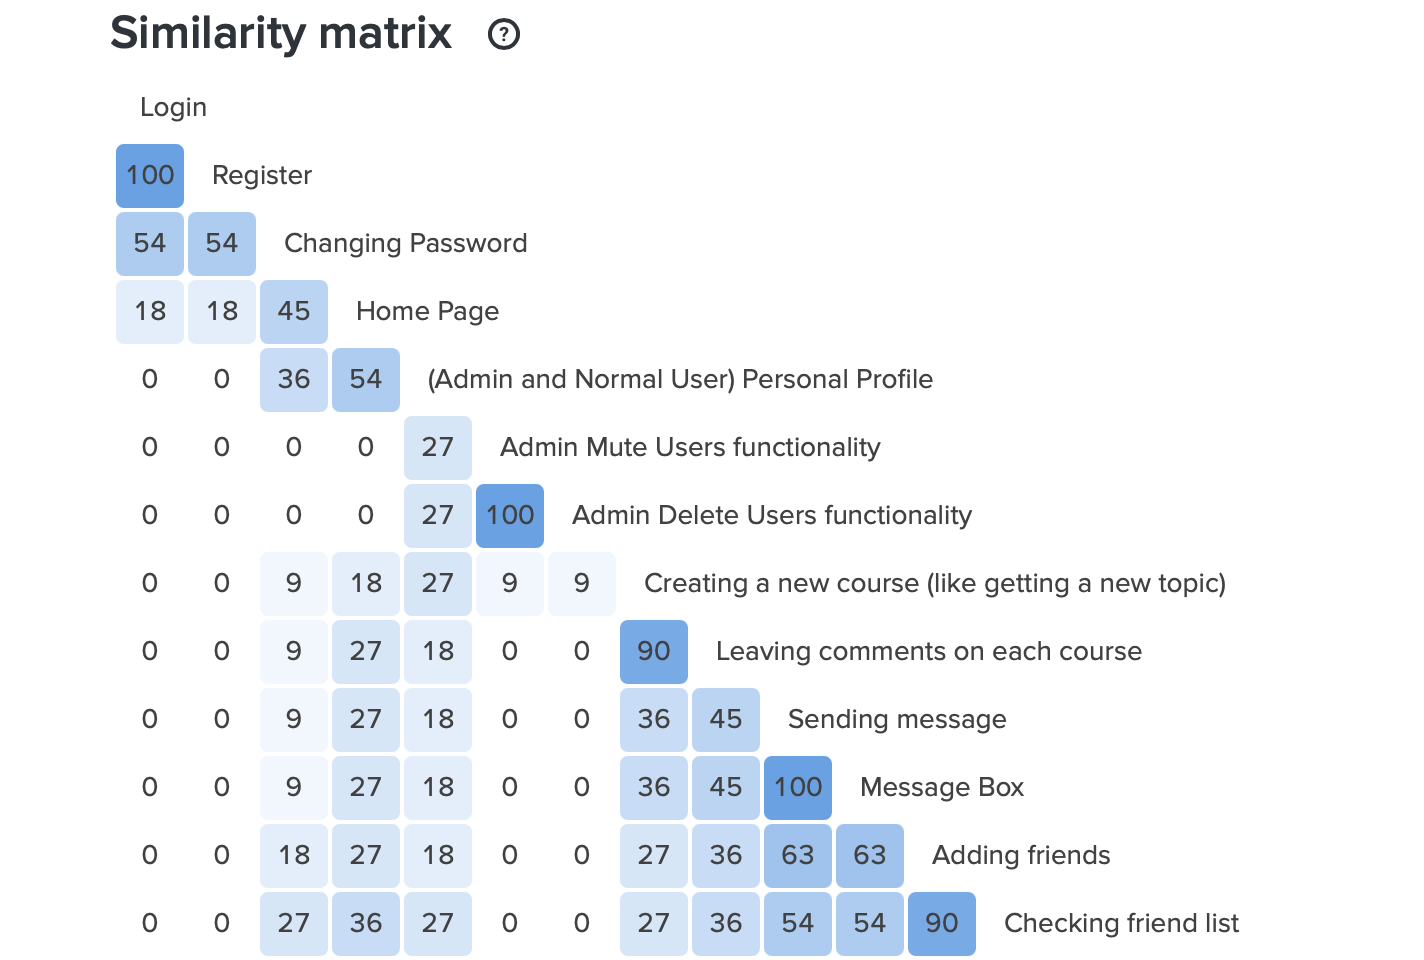 Similarity matrix ?
Login
100 Register
54 54 Changing Password
18 18 45 Home Page
0 0 36 54 (Admin and Normal User) Personal Profile
0 0 0 0 27 Admin Mute Users functionality
0 0 0 0 27 100 Admin Delete Users functionality
0 0 9 18 27 9 9 Creating a new course (like getting a new topic)
0 0 9 27 18 0 0 90 Leaving comments on each course
0 0 9 27 18 0 0 36 45 Sending message
0 0 9 27 18 0 0 36 45 100 Message Box
0 0 18 27 18 0 0 27 36 63 63 Adding friends
0 0 27 36 27 0 0 27 36 54 54 90 Checking friend list